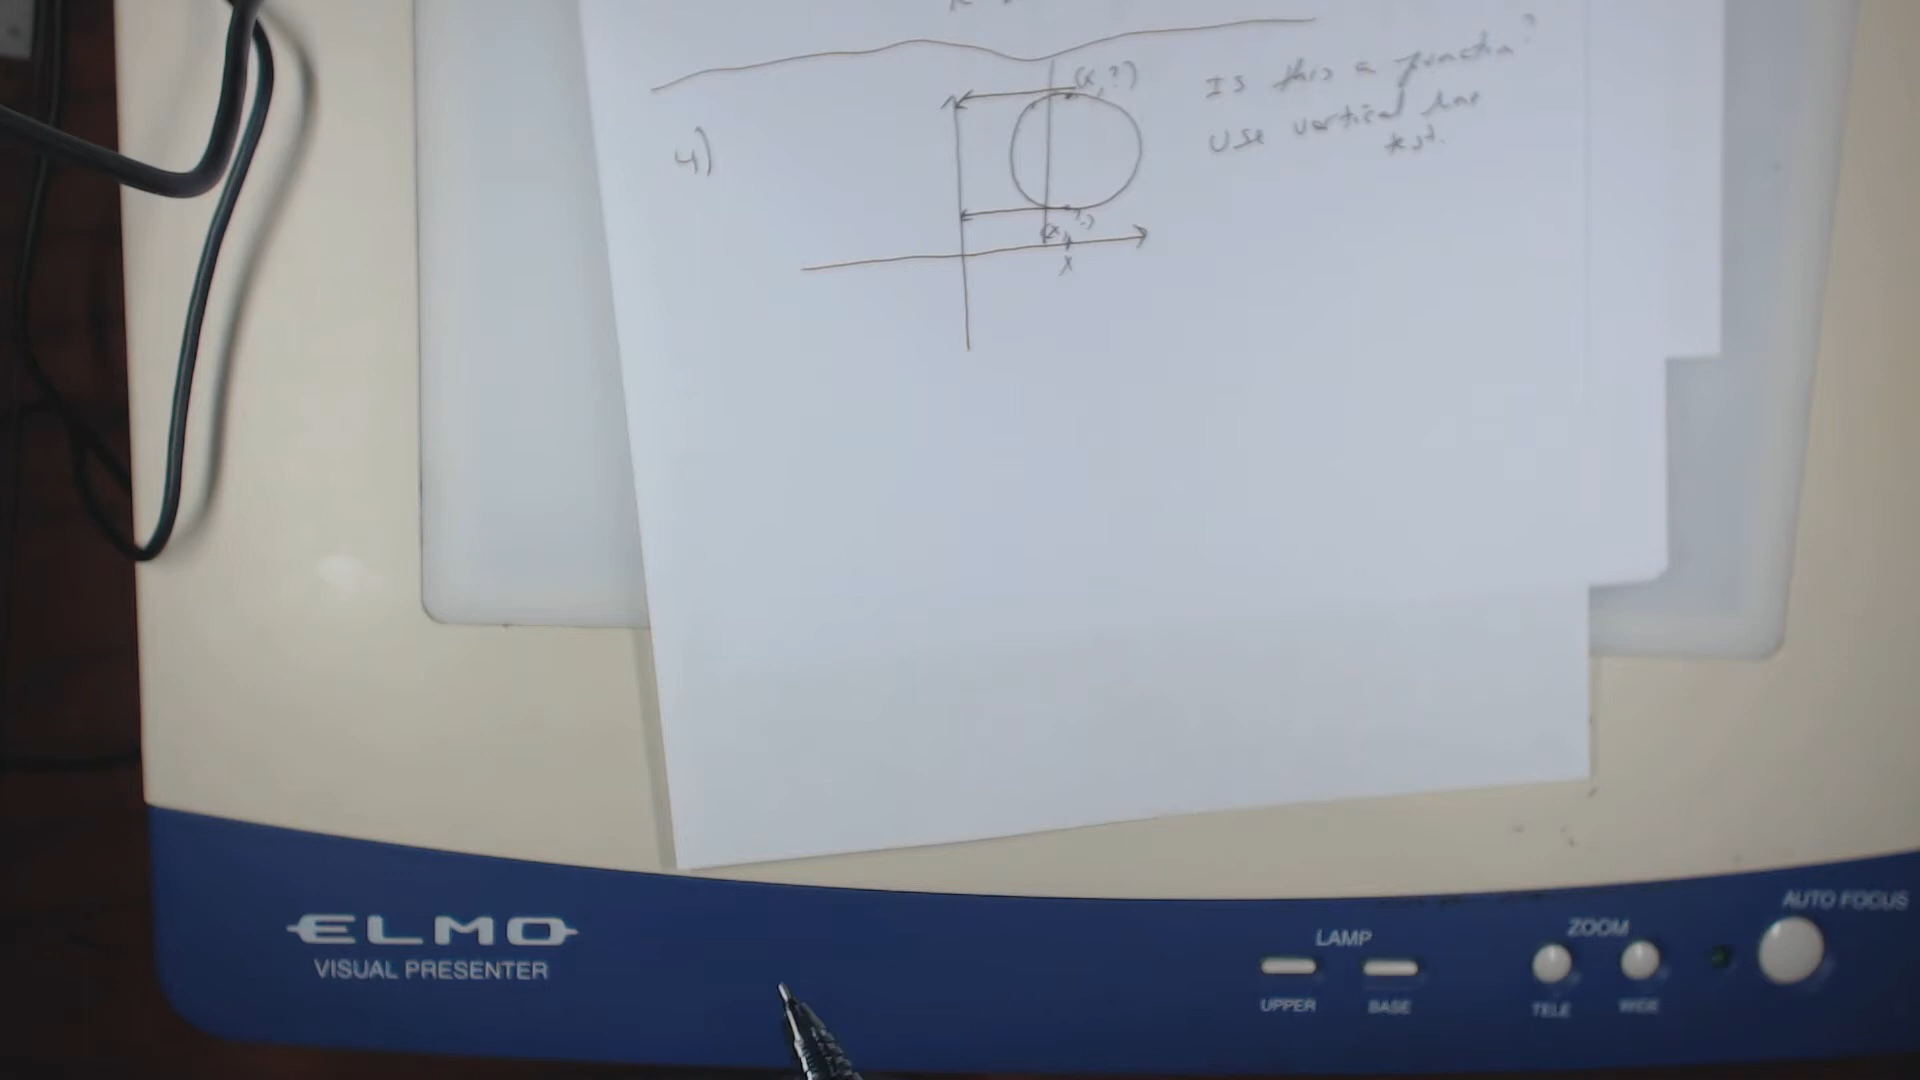 (x, ?)
Is this a function?
use vertical line
test.
4)
(x, ?)
x
ELMO
VISUAL PRESENTER
LAMP
UPPER
BASE
ZOOM
TELE
WIDE
AUTO FOCUS